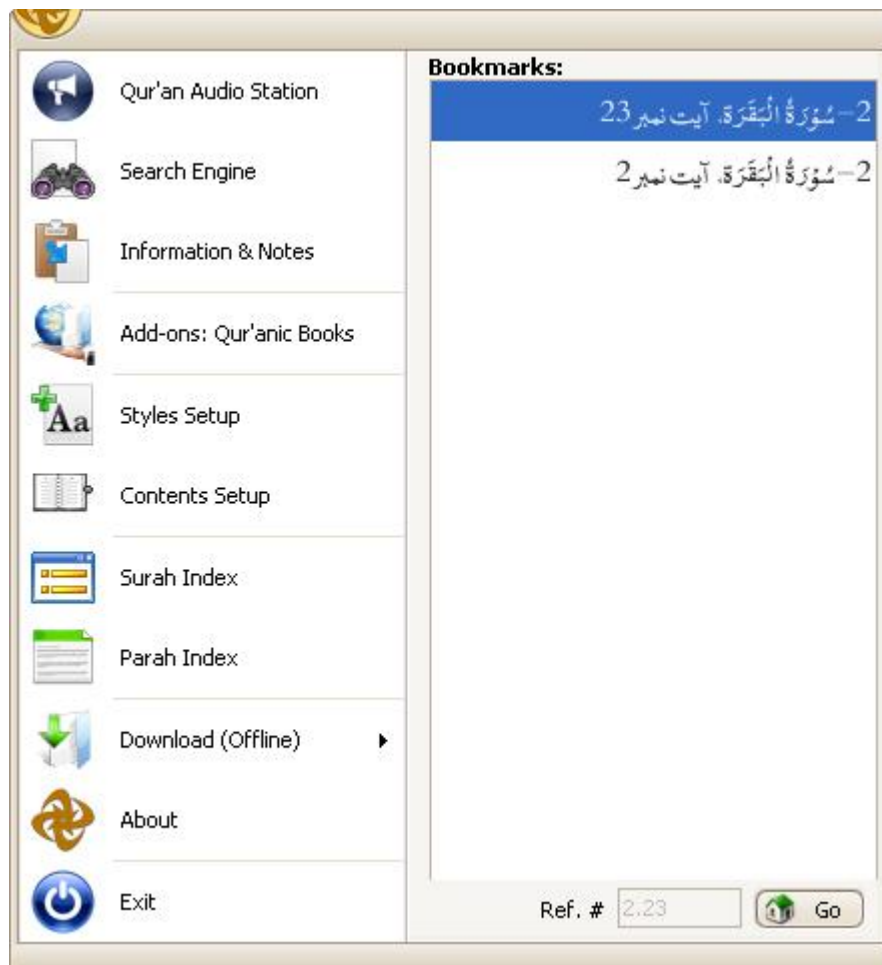 Qur'an Audio Station
Search Engine
Information & Notes
Add-ons: Qur'anic Books
Styles Setup
Contents Setup
Surah Index
Parah Index
Download (Offline)
About
Exit
Bookmarks:
2-سُوْرَۃُ الْبَقَرَۃ، آیت نمبر 23
2-سُوْرَۃُ الْبَقَرَۃ، آیت نمبر 2
Ref. # 2.23 Go